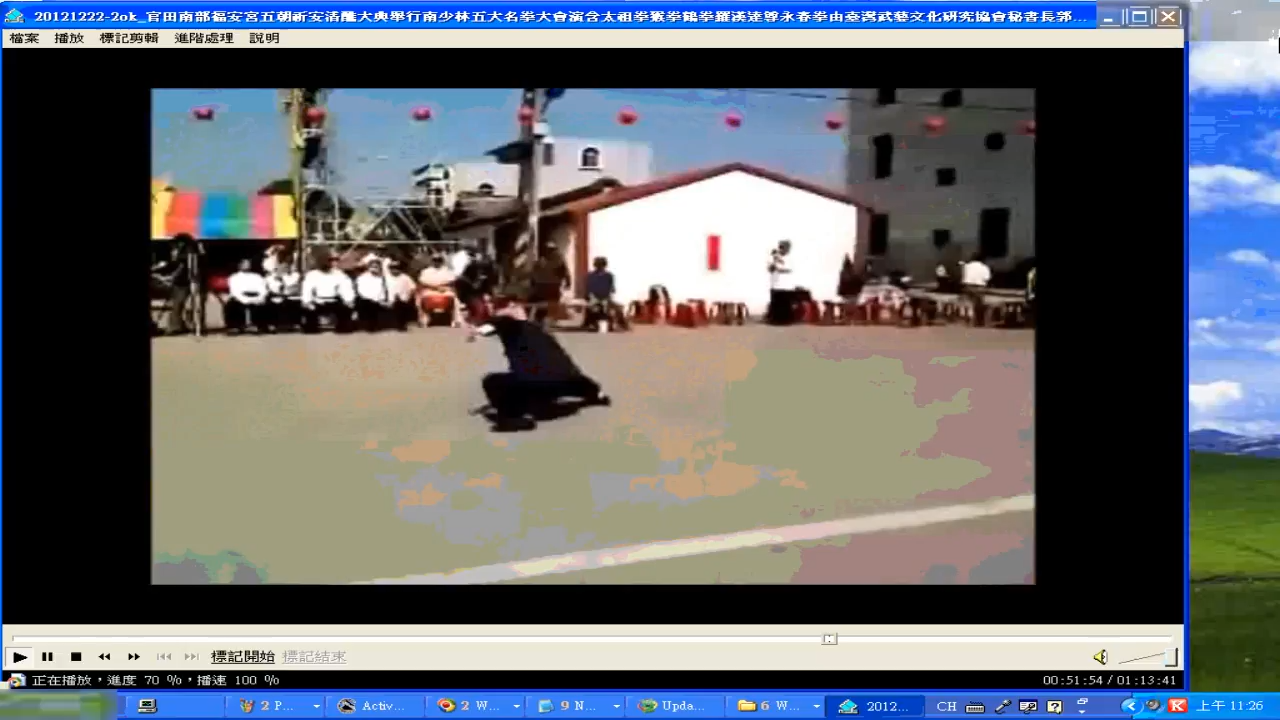 20121222-2ok_官田南部福安宮五朝祈安清醮大典舉行南少林五大名拳大會演含太祖拳猴拳鶴拳羅漢達尊永春拳由臺灣武藝文化研究協會秘書長郭...
檔案 播放 標記剪輯 進階處理 說明
標記開始 標記結束
正在播放，進度 70 %，播速 100 %
00:51:54 / 01:13:41
2 P... Activ... 2 W... 9 N... Upda... 6 W... 2012... CH 上午 11:26